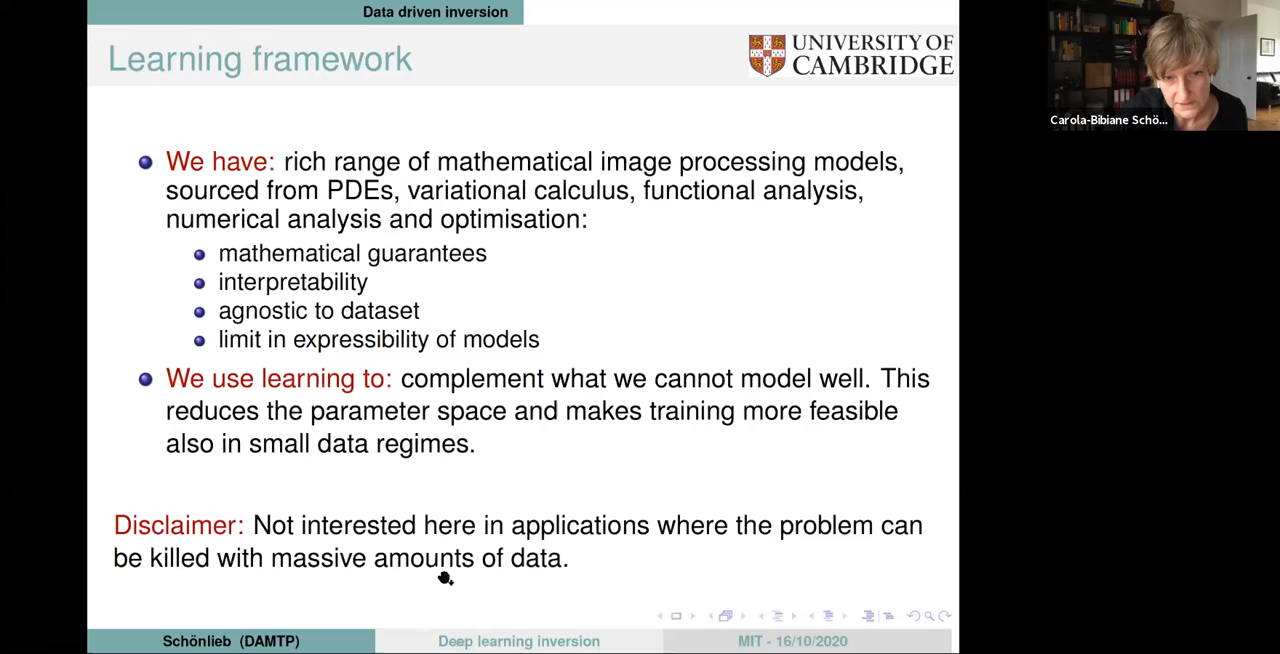 Data driven inversion
Learning framework
UNIVERSITY OF
CAMBRIDGE
Carola-Bibiane Schö...
We have: rich range of mathematical image processing models,
sourced from PDEs, variational calculus, functional analysis,
numerical analysis and optimisation:
mathematical guarantees
interpretability
agnostic to dataset
limit in expressibility of models
We use learning to: complement what we cannot model well. This
reduces the parameter space and makes training more feasible
also in small data regimes.
Disclaimer: Not interested here in applications where the problem can
be killed with massive amounts of data.
Schönlieb (DAMTP)
Deep learning inversion
MIT - 16/10/2020